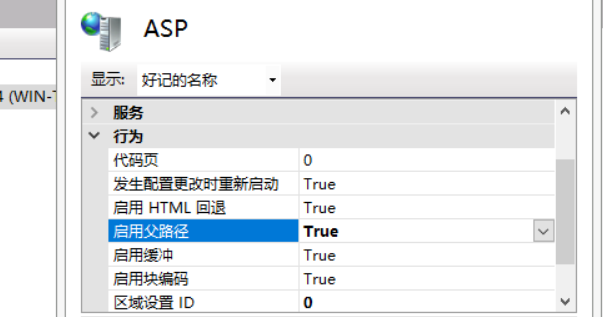 ASP
显示: 好记的名称
4 (WIN-T
服务
行为
代码页 0
发生配置更改时重新启动 True
启用 HTML 回退 True
启用父路径 True
启用缓冲 True
启用块编码 True
区域设置 ID 0